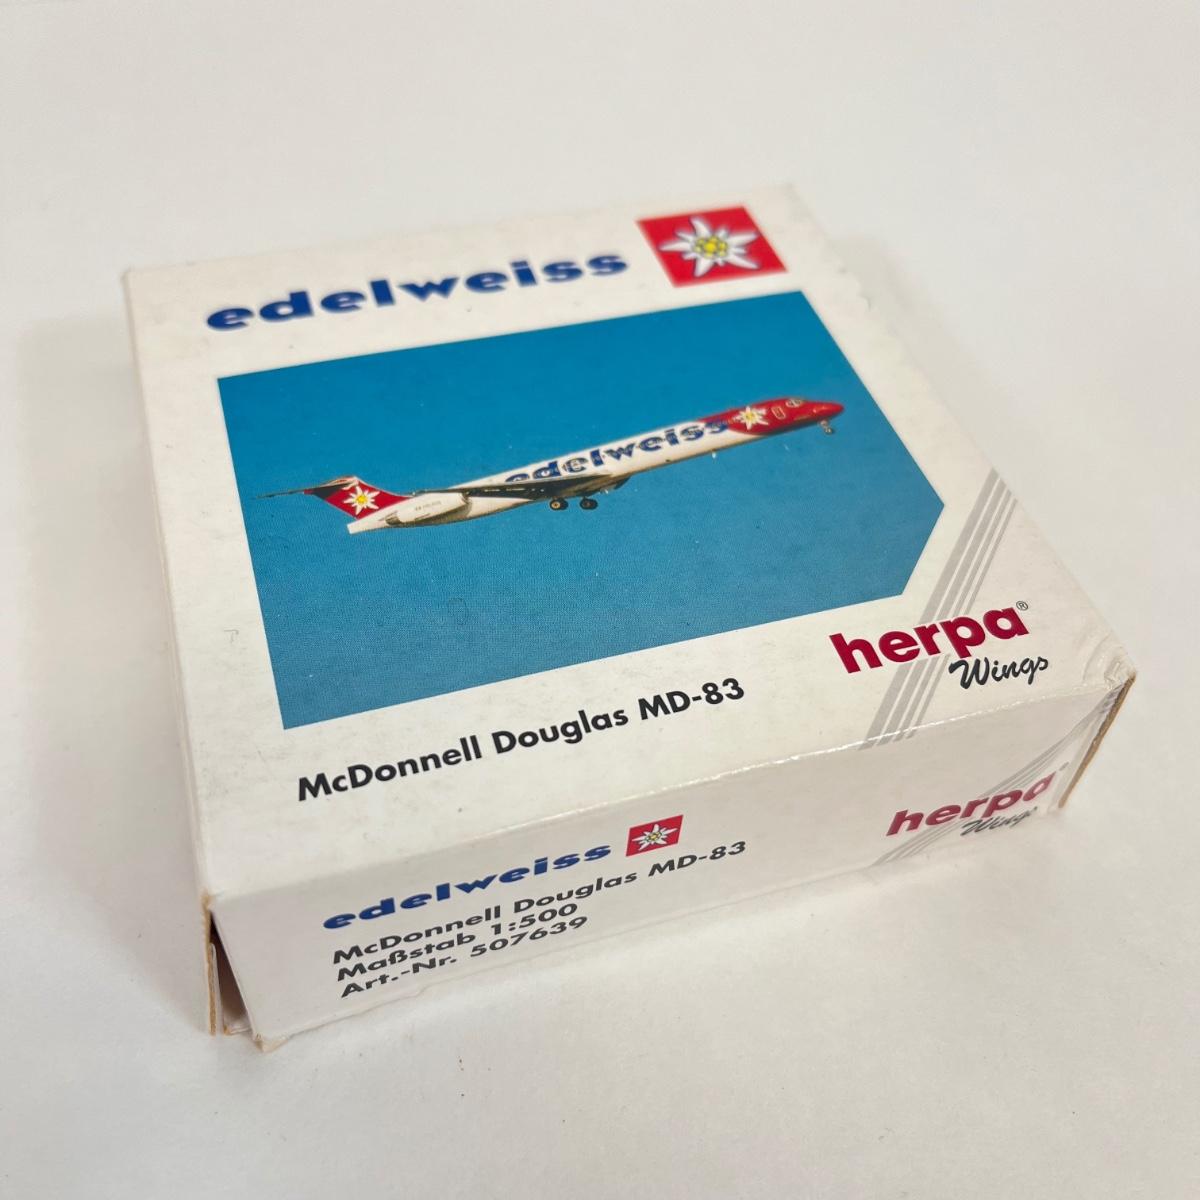 edelweiss
edelweiss
herpa®
Wings
McDonnell Douglas MD-83
edelweiss
herpa®
Wings
McDonnell Douglas MD-83
Maßstab 1:500
Art.-Nr. 507639